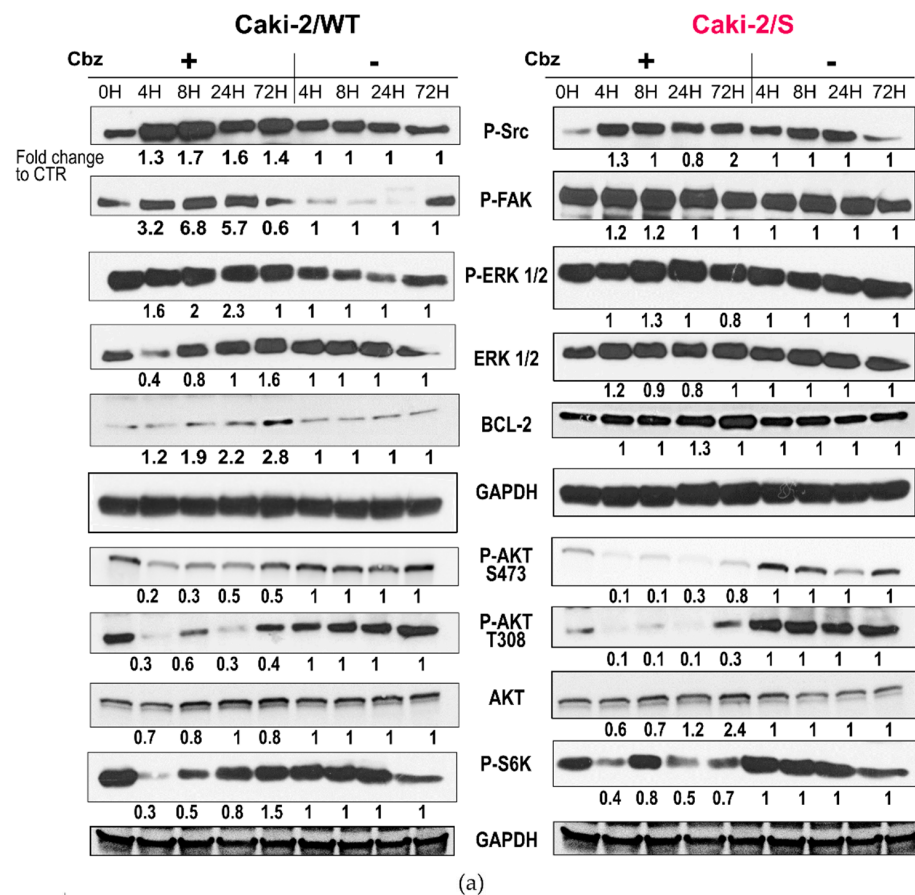 Caki-2/WT Caki-2/S
Cbz + - + -
0H 4H 8H 24H 72H 4H 8H 24H 72H 0H 4H 8H 24H 72H 4H 8H 24H 72H
P-Src
Fold change
to CTR
1.3 1.7 1.6 1.4 1 1 1 1 1.3 1 0.8 2 1 1 1 1
P-FAK
3.2 6.8 5.7 0.6 1 1 1 1 1.2 1.2 1 1 1 1 1 1
P-ERK 1/2
1.6 2 2.3 1 1 1 1 1 1 1.3 1 0.8 1 1 1 1
ERK 1/2
0.4 0.8 1 1.6 1 1 1 1 1.2 0.9 0.8 1 1 1 1 1
BCL-2
1.2 1.9 2.2 2.8 1 1 1 1 1 1 1.3 1 1 1 1 1
GAPDH
P-AKT
S473
0.2 0.3 0.5 0.5 1 1 1 1 0.1 0.1 0.3 0.8 1 1 1 1
P-AKT
T308
0.3 0.6 0.3 0.4 1 1 1 1 0.1 0.1 0.1 0.3 1 1 1 1
AKT
0.7 0.8 1 0.8 1 1 1 1 0.6 0.7 1.2 2.4 1 1 1 1
P-S6K
0.3 0.5 0.8 1.5 1 1 1 1 0.4 0.8 0.5 0.7 1 1 1 1
GAPDH
(a)